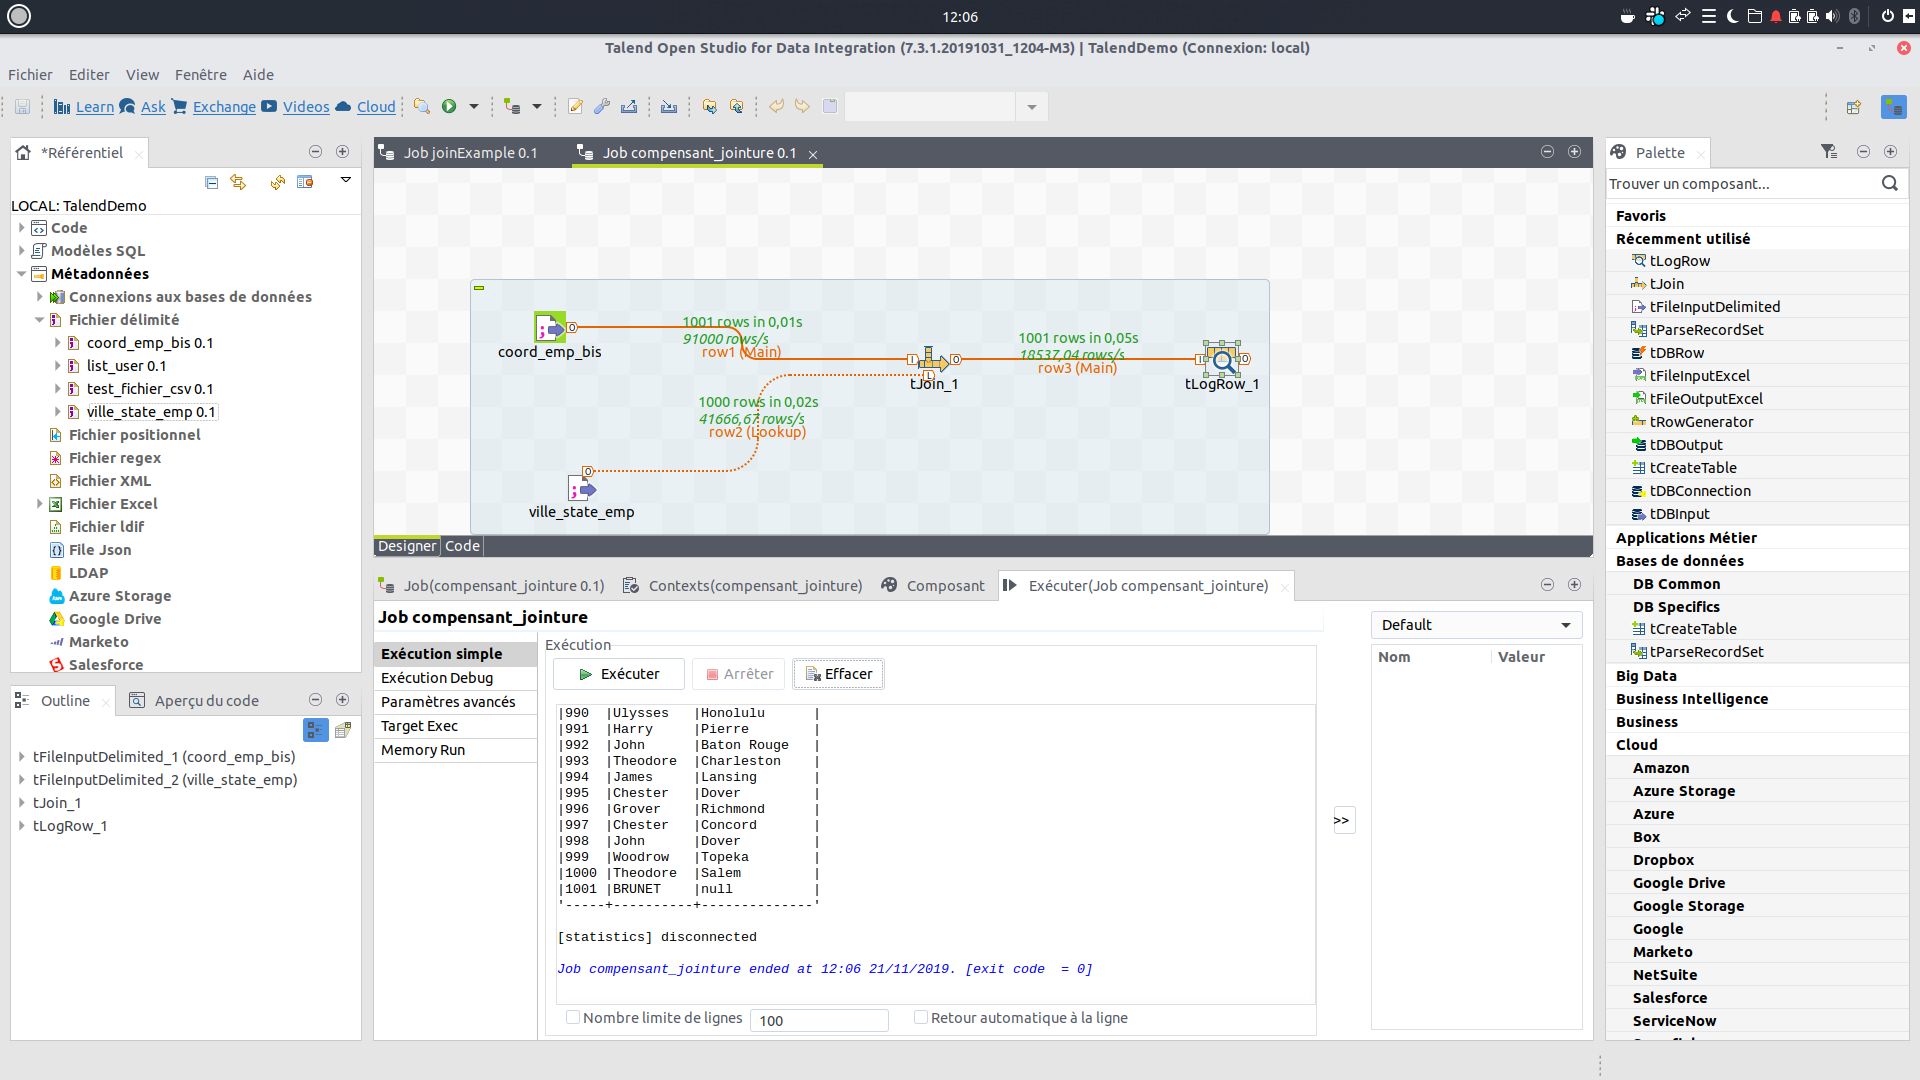 12:06
Talend Open Studio for Data Integration (7.3.1.20191031_1204-M3) | TalendDemo (Connexion: local)
Fichier Editer View Fenêtre Aide
Learn Ask Exchange Videos Cloud
*Référentiel
LOCAL: TalendDemo
Code
Modèles SQL
Métadonnées
Connexions aux bases de données
Fichier délimité
coord_emp_bis 0.1
list_user 0.1
test_fichier_csv 0.1
ville_state_emp 0.1
Fichier positionnel
Fichier regex
Fichier XML
Fichier Excel
Fichier ldif
File Json
LDAP
Azure Storage
Google Drive
Marketo
Salesforce
Outline Aperçu du code
tFileInputDelimited_1 (coord_emp_bis)
tFileInputDelimited_2 (ville_state_emp)
tJoin_1
tLogRow_1
Job joinExample 0.1 Job compensant_jointure 0.1
1001 rows in 0,01s
91000 rows/s
row1 (Main)
coord_emp_bis
1001 rows in 0,05s
18537,04 rows/s
row3 (Main)
tJoin_1
tLogRow_1
1000 rows in 0,02s
41666,67 rows/s
row2 (Lookup)
ville_state_emp
Designer Code
Job(compensant_jointure 0.1) Contexts(compensant_jointure) Composant Exécuter(Job compensant_jointure)
Job compensant_jointure
Exécution simple
Exécution Debug
Paramètres avancés
Target Exec
Memory Run
Exécution
Exécuter Arrêter Effacer
|990 |Ulysses |Honolulu |
|991 |Harry |Pierre |
|992 |John |Baton Rouge |
|993 |Theodore |Charleston |
|994 |James |Lansing |
|995 |Chester |Dover |
|996 |Grover |Richmond |
|997 |Chester |Concord |
|998 |John |Dover |
|999 |Woodrow |Topeka |
|1000 |Theodore |Salem |
|1001 |BRUNET |null |
'-----+----------+--------------'
[statistics] disconnected
Job compensant_jointure ended at 12:06 21/11/2019. [exit code = 0]
Nombre limite de lignes 100 Retour automatique à la ligne
>>
Default
Nom Valeur
Palette
Trouver un composant...
Favoris
Récemment utilisé
tLogRow
tJoin
tFileInputDelimited
tParseRecordSet
tDBRow
tFileInputExcel
tFileOutputExcel
tRowGenerator
tDBOutput
tCreateTable
tDBConnection
tDBInput
Applications Métier
Bases de données
DB Common
DB Specifics
tCreateTable
tParseRecordSet
Big Data
Business Intelligence
Business
Cloud
Amazon
Azure Storage
Azure
Box
Dropbox
Google Drive
Google Storage
Google
Marketo
NetSuite
Salesforce
ServiceNow